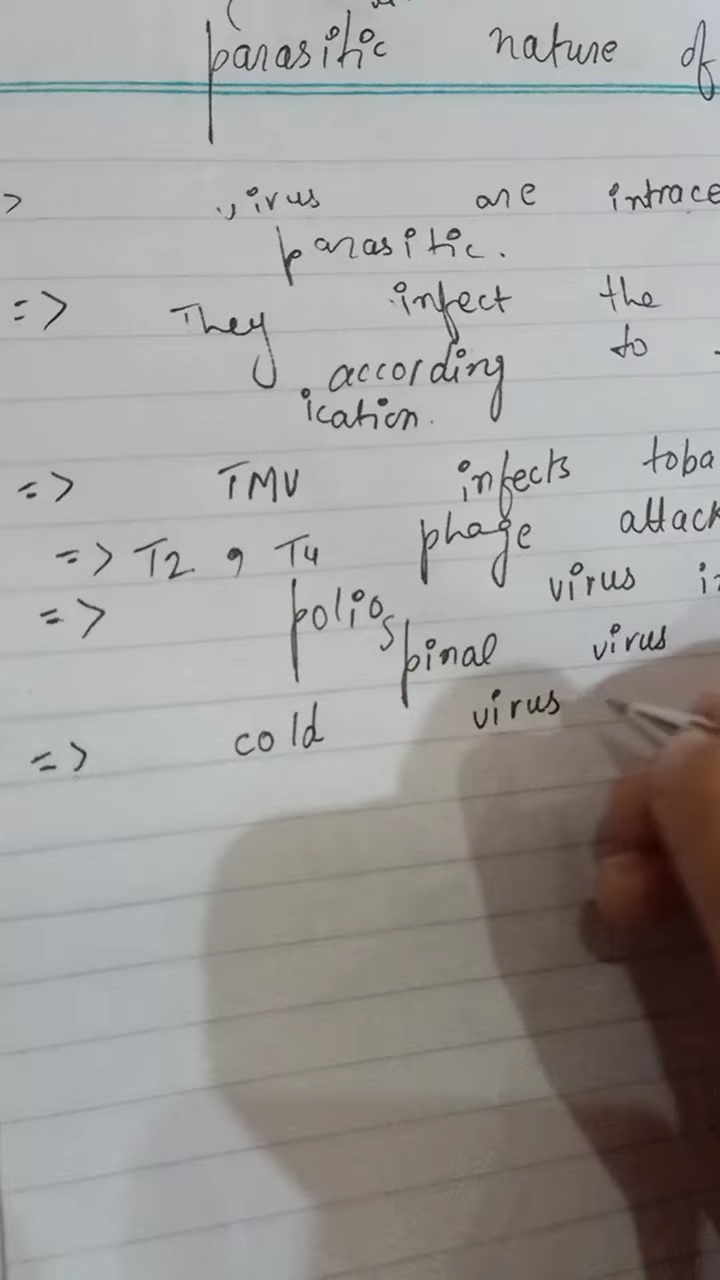 parasitic nature of
> virus are intrace
parasitic.
=> They infect the
according to
ication.
=> TMV infects toba
=> T2, T4 phage attack
=> polio virus i
spinal virus
=> cold virus